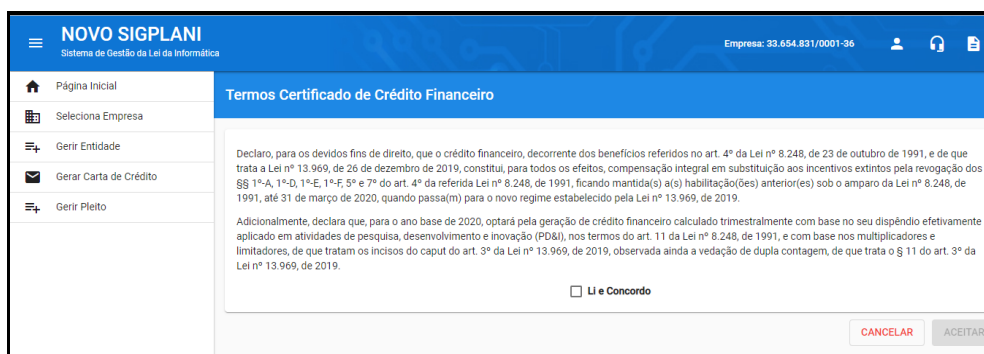 NOVO SIGPLANI
Sistema de Gestão da Lei da Informática
Empresa: 33.654.831/0001-36
Página Inicial
Seleciona Empresa
Gerir Entidade
Gerar Carta de Crédito
Gerir Pleito
Termos Certificado de Crédito Financeiro
Declaro, para os devidos fins de direito, que o crédito financeiro, decorrente dos benefícios referidos no art. 4º da Lei nº 8.248, de 23 de outubro de 1991, e de que
trata a Lei nº 13.969, de 26 de dezembro de 2019, constitui, para todos os efeitos, compensação integral em substituição aos incentivos extintos pela revogação dos
§§ 1º-A, 1º-D, 1º-E, 1º-F, 5º e 7º do art. 4º da referida Lei nº 8.248, de 1991, ficando mantida(s) a(s) habilitação(ões) anterior(es) sob o amparo da Lei nº 8.248, de
1991, até 31 de março de 2020, quando passa(m) para o novo regime estabelecido pela Lei nº 13.969, de 2019.
Adicionalmente, declara que, para o ano base de 2020, optará pela geração de crédito financeiro calculado trimestralmente com base no seu dispêndio efetivamente
aplicado em atividades de pesquisa, desenvolvimento e inovação (PD&I), nos termos do art. 11 da Lei nº 8.248, de 1991, e com base nos multiplicadores e
limitadores, de que tratam os incisos do caput do art. 3º da Lei nº 13.969, de 2019, observada ainda a vedação de dupla contagem, de que trata o § 11 do art. 3º da
Lei nº 13.969, de 2019.
Li e Concordo
CANCELAR
ACEITAR